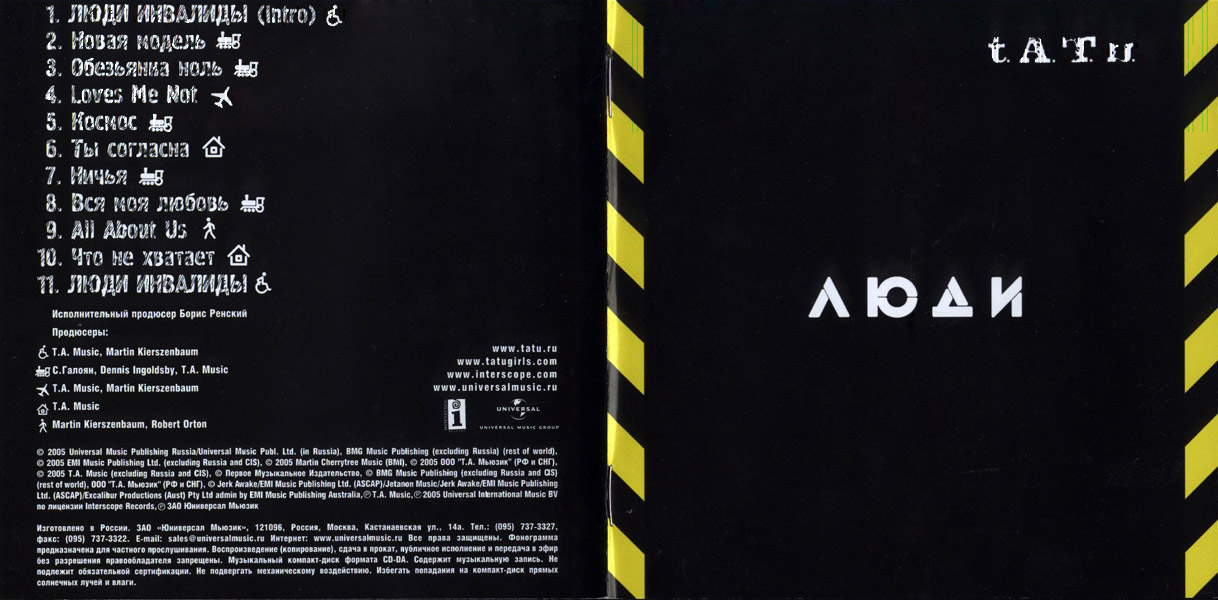 1. ЛЮДИ ИНВАЛИДЫ (Intro)
2. Новая модель
3. Обезьянка ноль
4. Loves Me Not
5. Космос
6. Ты согласна
7. Ничья
8. Вся моя любовь
9. All About Us
10. Что не хватает
11. ЛЮДИ ИНВАЛИДЫ
Исполнительный продюсер Борис Ренский
Продюсеры:
T.A. Music, Martin Kierszenbaum
С.Галоян, Dennis Ingoldsby, T.A. Music
T.A. Music, Martin Kierszenbaum
T.A. Music
Martin Kierszenbaum, Robert Orton
www.tatu.ru
www.tatugirls.com
www.interscope.com
www.universalmusic.ru
INTERSCOPE
i
UNIVERSAL
UNIVERSAL MUSIC GROUP
© 2005 Universal Music Publishing Russia/Universal Music Publ. Ltd. (in Russia), BMG Music Publishing (excluding Russia) (rest of world),
© 2005 EMI Music Publishing Ltd. (excluding Russia and CIS), © 2005 Martin Cherrytree Music (BMI), © 2005 ООО "Т.А. Мьюзик" (РФ и СНГ),
© 2005 T.A. Music (excluding Russia and CIS), © Первое Музыкальное Издательство, © BMG Music Publishing (excluding Russia and CIS)
(rest of world), ООО "Т.А. Мьюзик" (РФ и СНГ), © Jerk Awake/EMI Music Publishing Ltd. (ASCAP)/Jetanon Music/Jerk Awake/EMI Music Publishing
Ltd. (ASCAP)/Excalibur Productions (Aust) Pty Ltd admin by EMI Music Publishing Australia, ℗ T.A. Music, ℗ 2005 Universal International Music BV
по лицензии Interscope Records, ℗ ЗАО Юниверсал Мьюзик
Изготовлено в России. ЗАО «Юниверсал Мьюзик», 121096, Россия, Москва, Кастанаевская ул., 14а. Тел.: (095) 737-3327,
факс: (095) 737-3322. E-mail: sales@universalmusic.ru Интернет: www.universalmusic.ru Все права защищены. Фонограмма
предназначена для частного прослушивания. Воспроизведение (копирование), сдача в прокат, публичное исполнение и передача в эфир
без разрешения правообладателя запрещены. Музыкальный компакт-диск формата CD-DA. Содержит музыкальную запись. Не
подлежит обязательной сертификации. Не подвергать механическому воздействию. Избегать попадания на компакт-диск прямых
солнечных лучей и влаги.
t.A.T.u.
ЛЮДИ